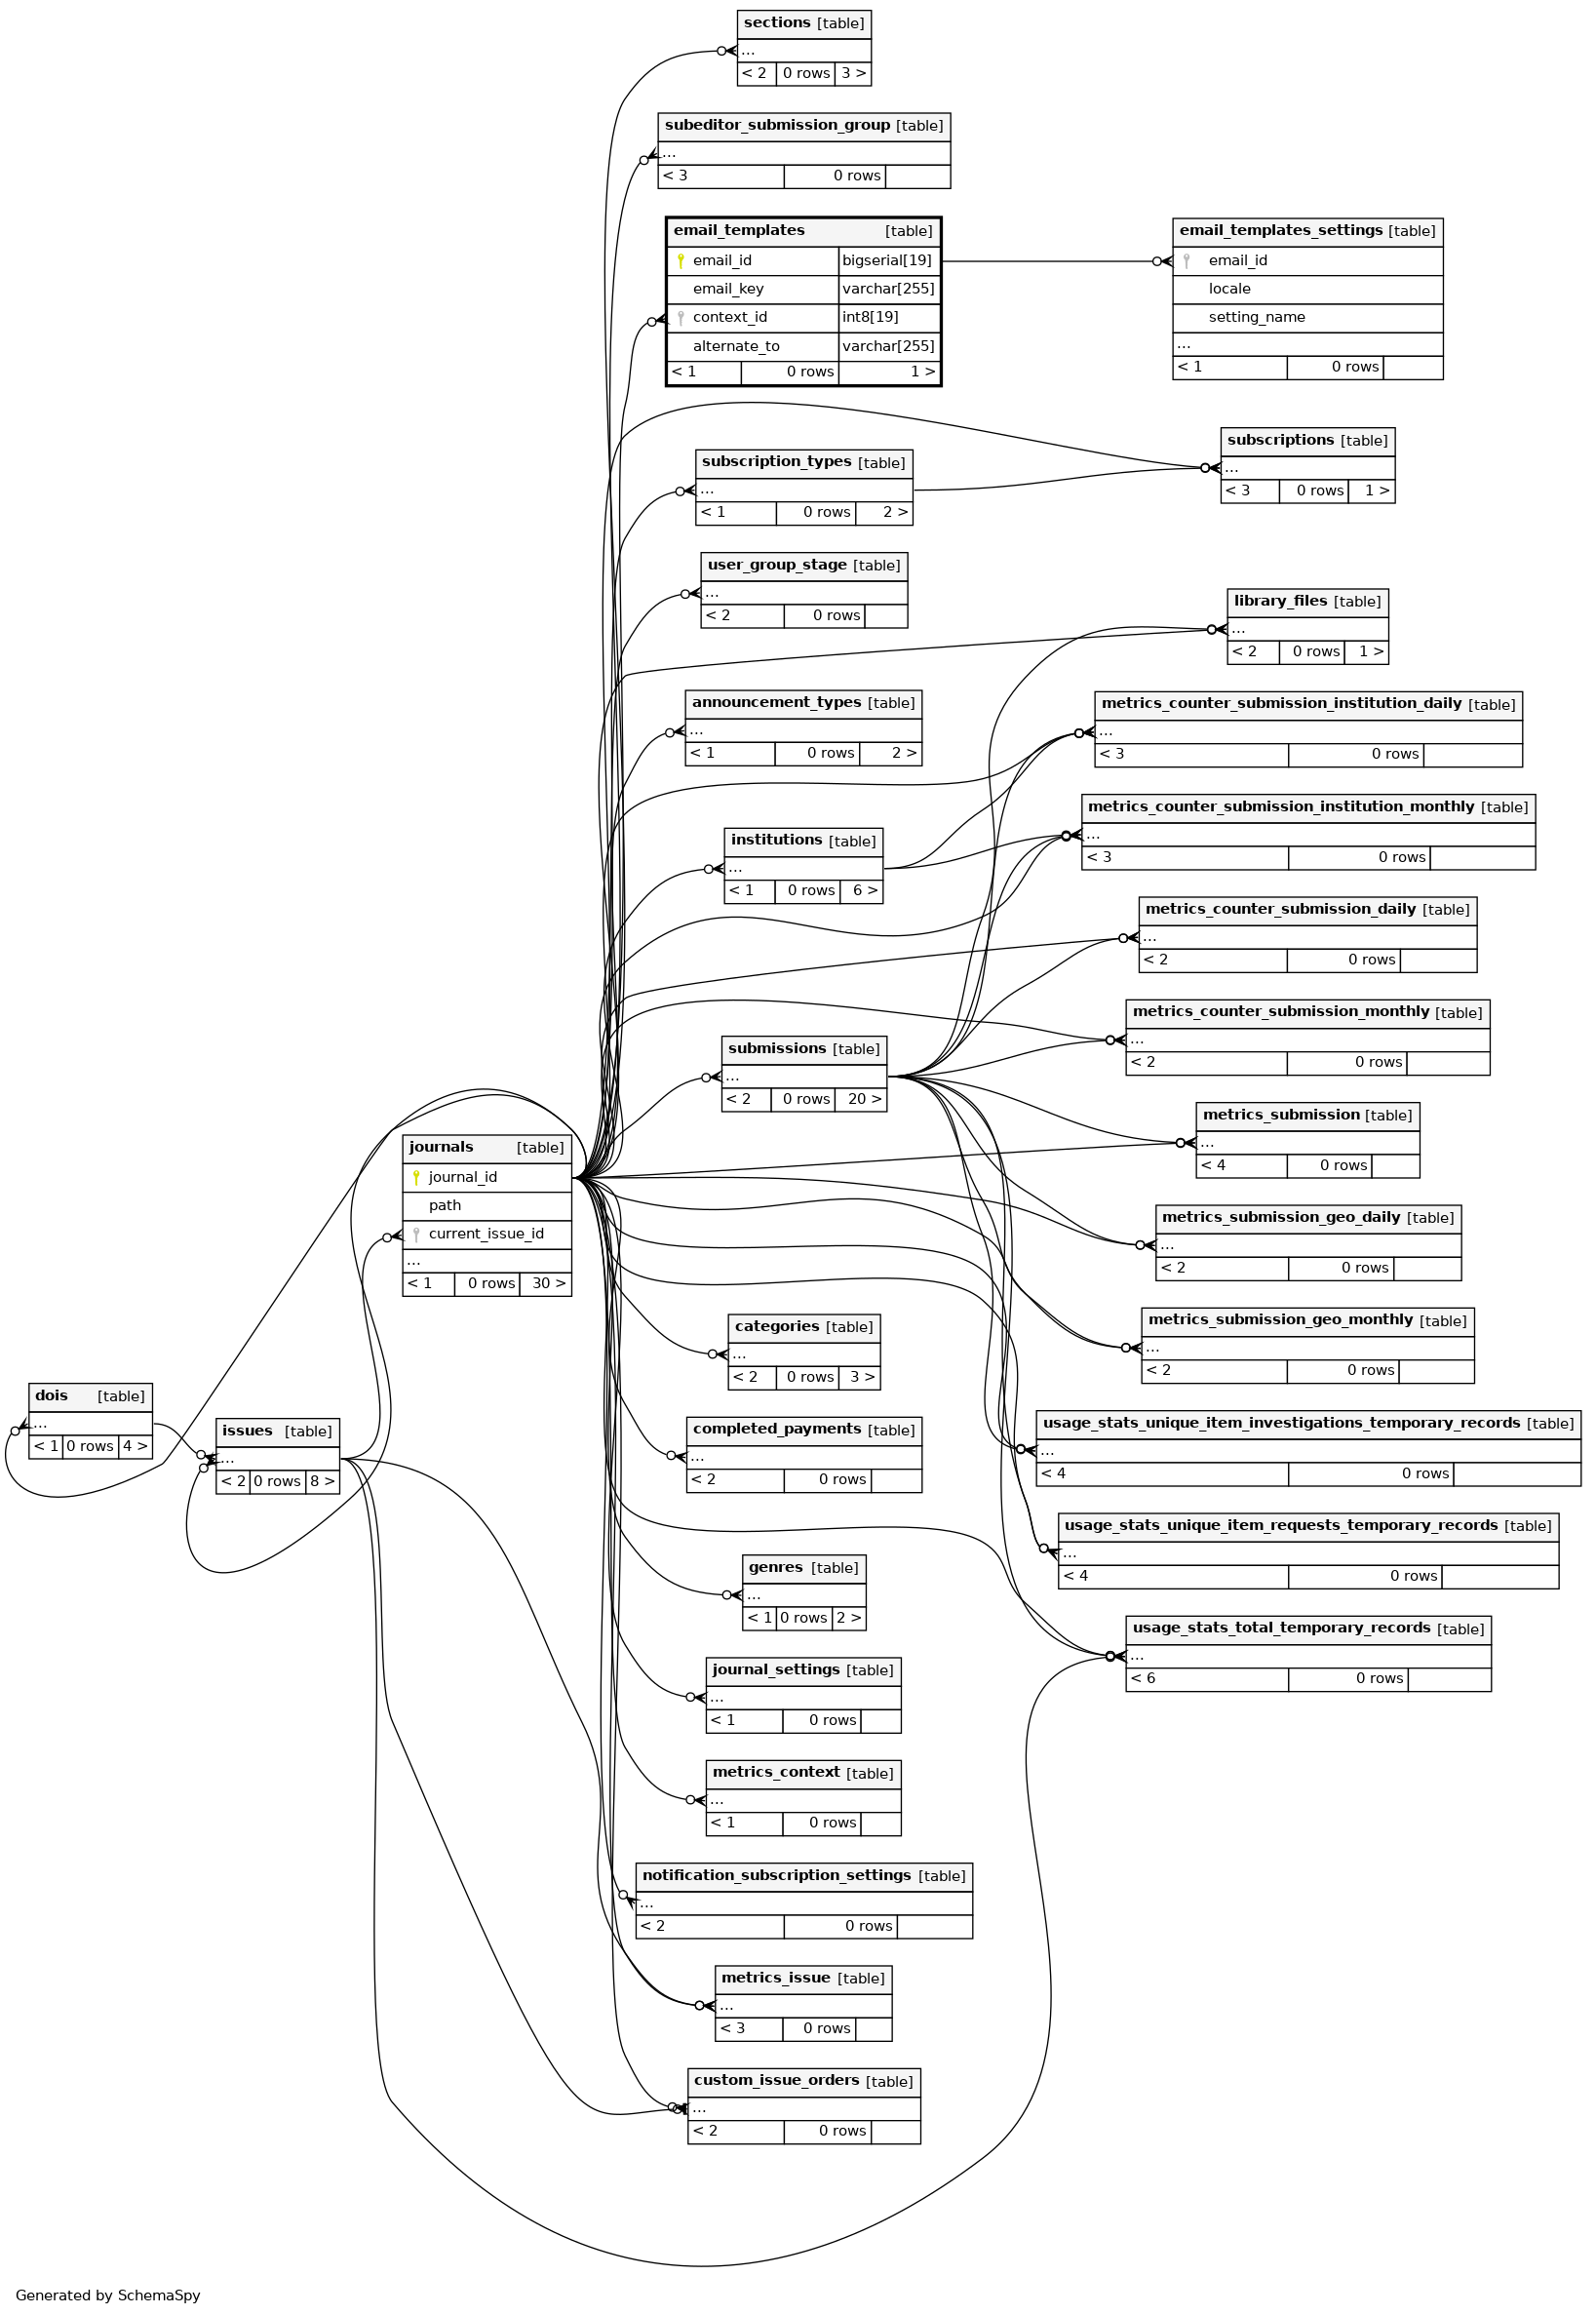 sections [table]
...
< 2 0 rows 3 >
subeditor_submission_group [table]
...
< 3 0 rows
email_templates [table]
email_id bigserial[19]
email_key varchar[255]
context_id int8[19]
alternate_to varchar[255]
< 1 0 rows 1 >
email_templates_settings [table]
email_id
locale
setting_name
...
< 1 0 rows
subscriptions [table]
...
< 3 0 rows 1 >
subscription_types [table]
...
< 1 0 rows 2 >
user_group_stage [table]
...
< 2 0 rows
library_files [table]
...
< 2 0 rows 1 >
announcement_types [table]
...
< 1 0 rows 2 >
metrics_counter_submission_institution_daily [table]
...
< 3 0 rows
metrics_counter_submission_institution_monthly [table]
...
< 3 0 rows
institutions [table]
...
< 1 0 rows 6 >
metrics_counter_submission_daily [table]
...
< 2 0 rows
metrics_counter_submission_monthly [table]
...
< 2 0 rows
submissions [table]
...
< 2 0 rows 20 >
metrics_submission [table]
...
< 4 0 rows
journals [table]
journal_id
path
current_issue_id
...
< 1 0 rows 30 >
metrics_submission_geo_daily [table]
...
< 2 0 rows
metrics_submission_geo_monthly [table]
...
< 2 0 rows
categories [table]
...
< 2 0 rows 3 >
dois [table]
...
< 1 0 rows 4 >
issues [table]
...
< 2 0 rows 8 >
completed_payments [table]
...
< 2 0 rows
usage_stats_unique_item_investigations_temporary_records [table]
...
< 4 0 rows
usage_stats_unique_item_requests_temporary_records [table]
...
< 4 0 rows
genres [table]
...
< 1 0 rows 2 >
usage_stats_total_temporary_records [table]
...
< 6 0 rows
journal_settings [table]
...
< 1 0 rows
metrics_context [table]
...
< 1 0 rows
notification_subscription_settings [table]
...
< 2 0 rows
metrics_issue [table]
...
< 3 0 rows
custom_issue_orders [table]
...
< 2 0 rows
Generated by SchemaSpy